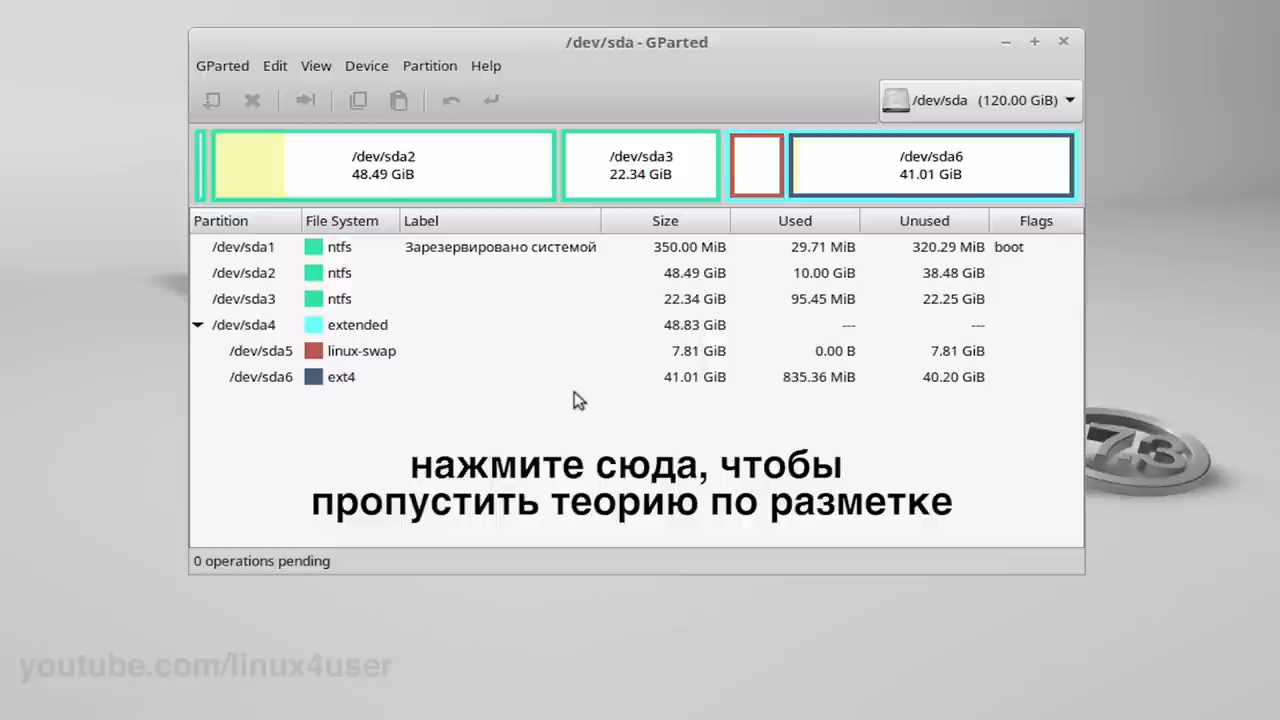 /dev/sda - GParted
GParted Edit View Device Partition Help
/dev/sda (120.00 GiB)
/dev/sda2
48.49 GiB
/dev/sda3
22.34 GiB
/dev/sda6
41.01 GiB
Partition File System Label Size Used Unused Flags
/dev/sda1 ntfs Зарезервировано системой 350.00 MiB 29.71 MiB 320.29 MiB boot
/dev/sda2 ntfs 48.49 GiB 10.00 GiB 38.48 GiB
/dev/sda3 ntfs 22.34 GiB 95.45 MiB 22.25 GiB
/dev/sda4 extended 48.83 GiB --- ---
/dev/sda5 linux-swap 7.81 GiB 0.00 B 7.81 GiB
/dev/sda6 ext4 41.01 GiB 835.36 MiB 40.20 GiB
73
нажмите сюда, чтобы
пропустить теорию по разметке
0 operations pending
youtube.com/linux4user